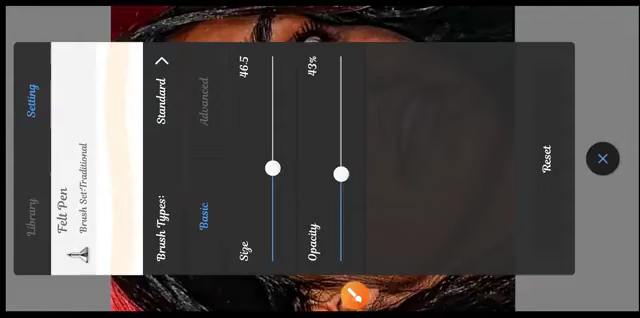 Library Setting
Felt Pen
Brush Set:Traditional
Brush Types: Standard
Basic Advanced
Size 46.5
Opacity 43%
Reset